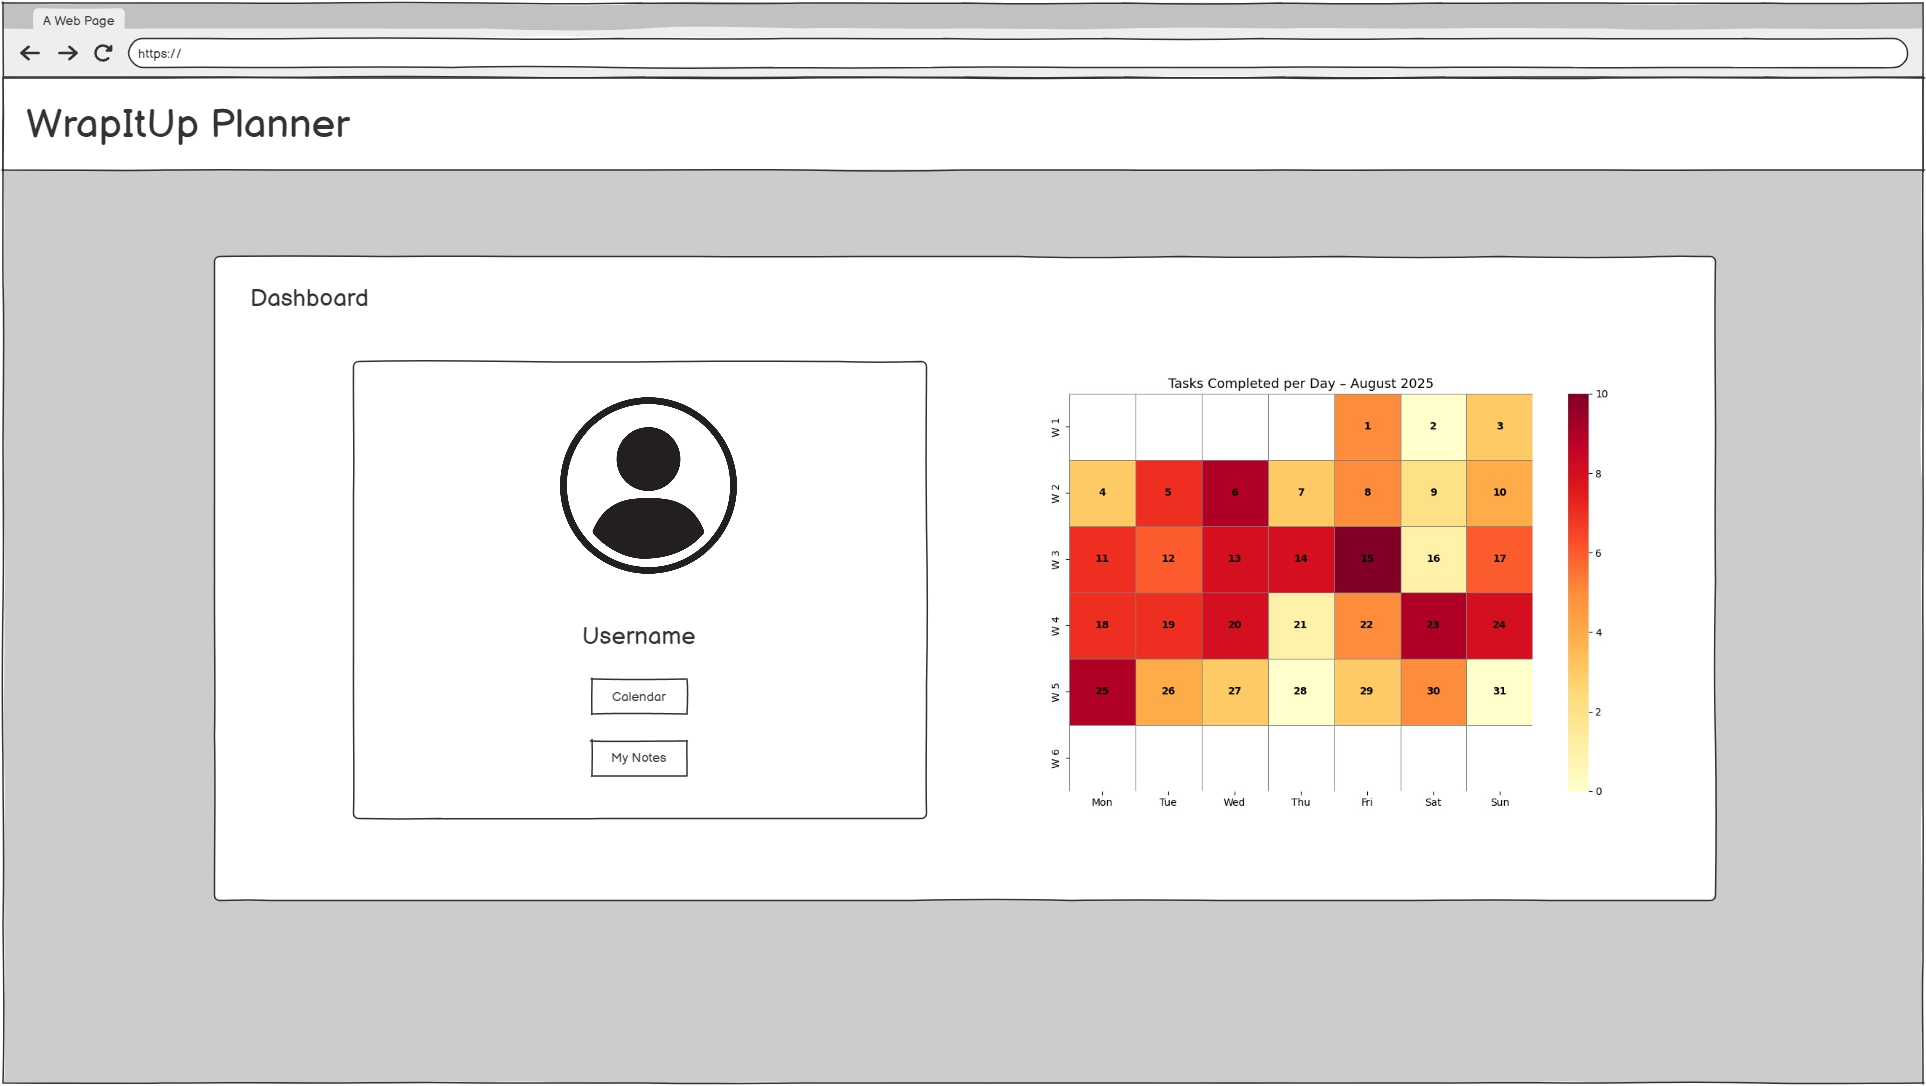 A Web Page
https://
WrapItUp Planner
Dashboard
Username
Calendar
My Notes
Tasks Completed per Day – August 2025
W 1
1 2 3
W 2
4 5 6 7 8 9 10
W 3
11 12 13 14 15 16 17
W 4
18 19 20 21 22 23 24
W 5
25 26 27 28 29 30 31
W 6
Mon Tue Wed Thu Fri Sat Sun
10
8
6
4
2
0